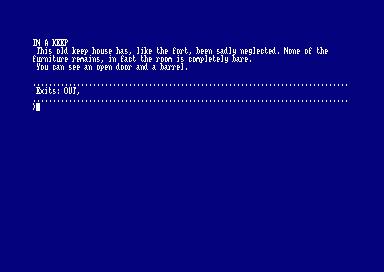 IN A KEEP
This old keep house has, like the fort, been sadly neglected. None of the
furniture remains, in fact the room is completely bare.
You can see an open door and a barrel.
Exits: OUT,
>